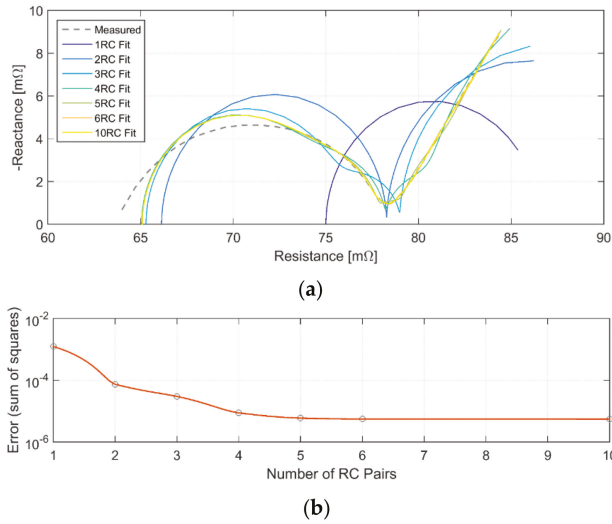 10
8
6
4
2
0
-Reactance [mΩ]
Measured
1RC Fit
2RC Fit
3RC Fit
4RC Fit
5RC Fit
6RC Fit
10RC Fit
60 65 70 75 80 85 90
Resistance [mΩ]
(a)
Error (sum of squares)
10-2
10-4
10-6
1 2 3 4 5 6 7 8 9 10
Number of RC Pairs
(b)